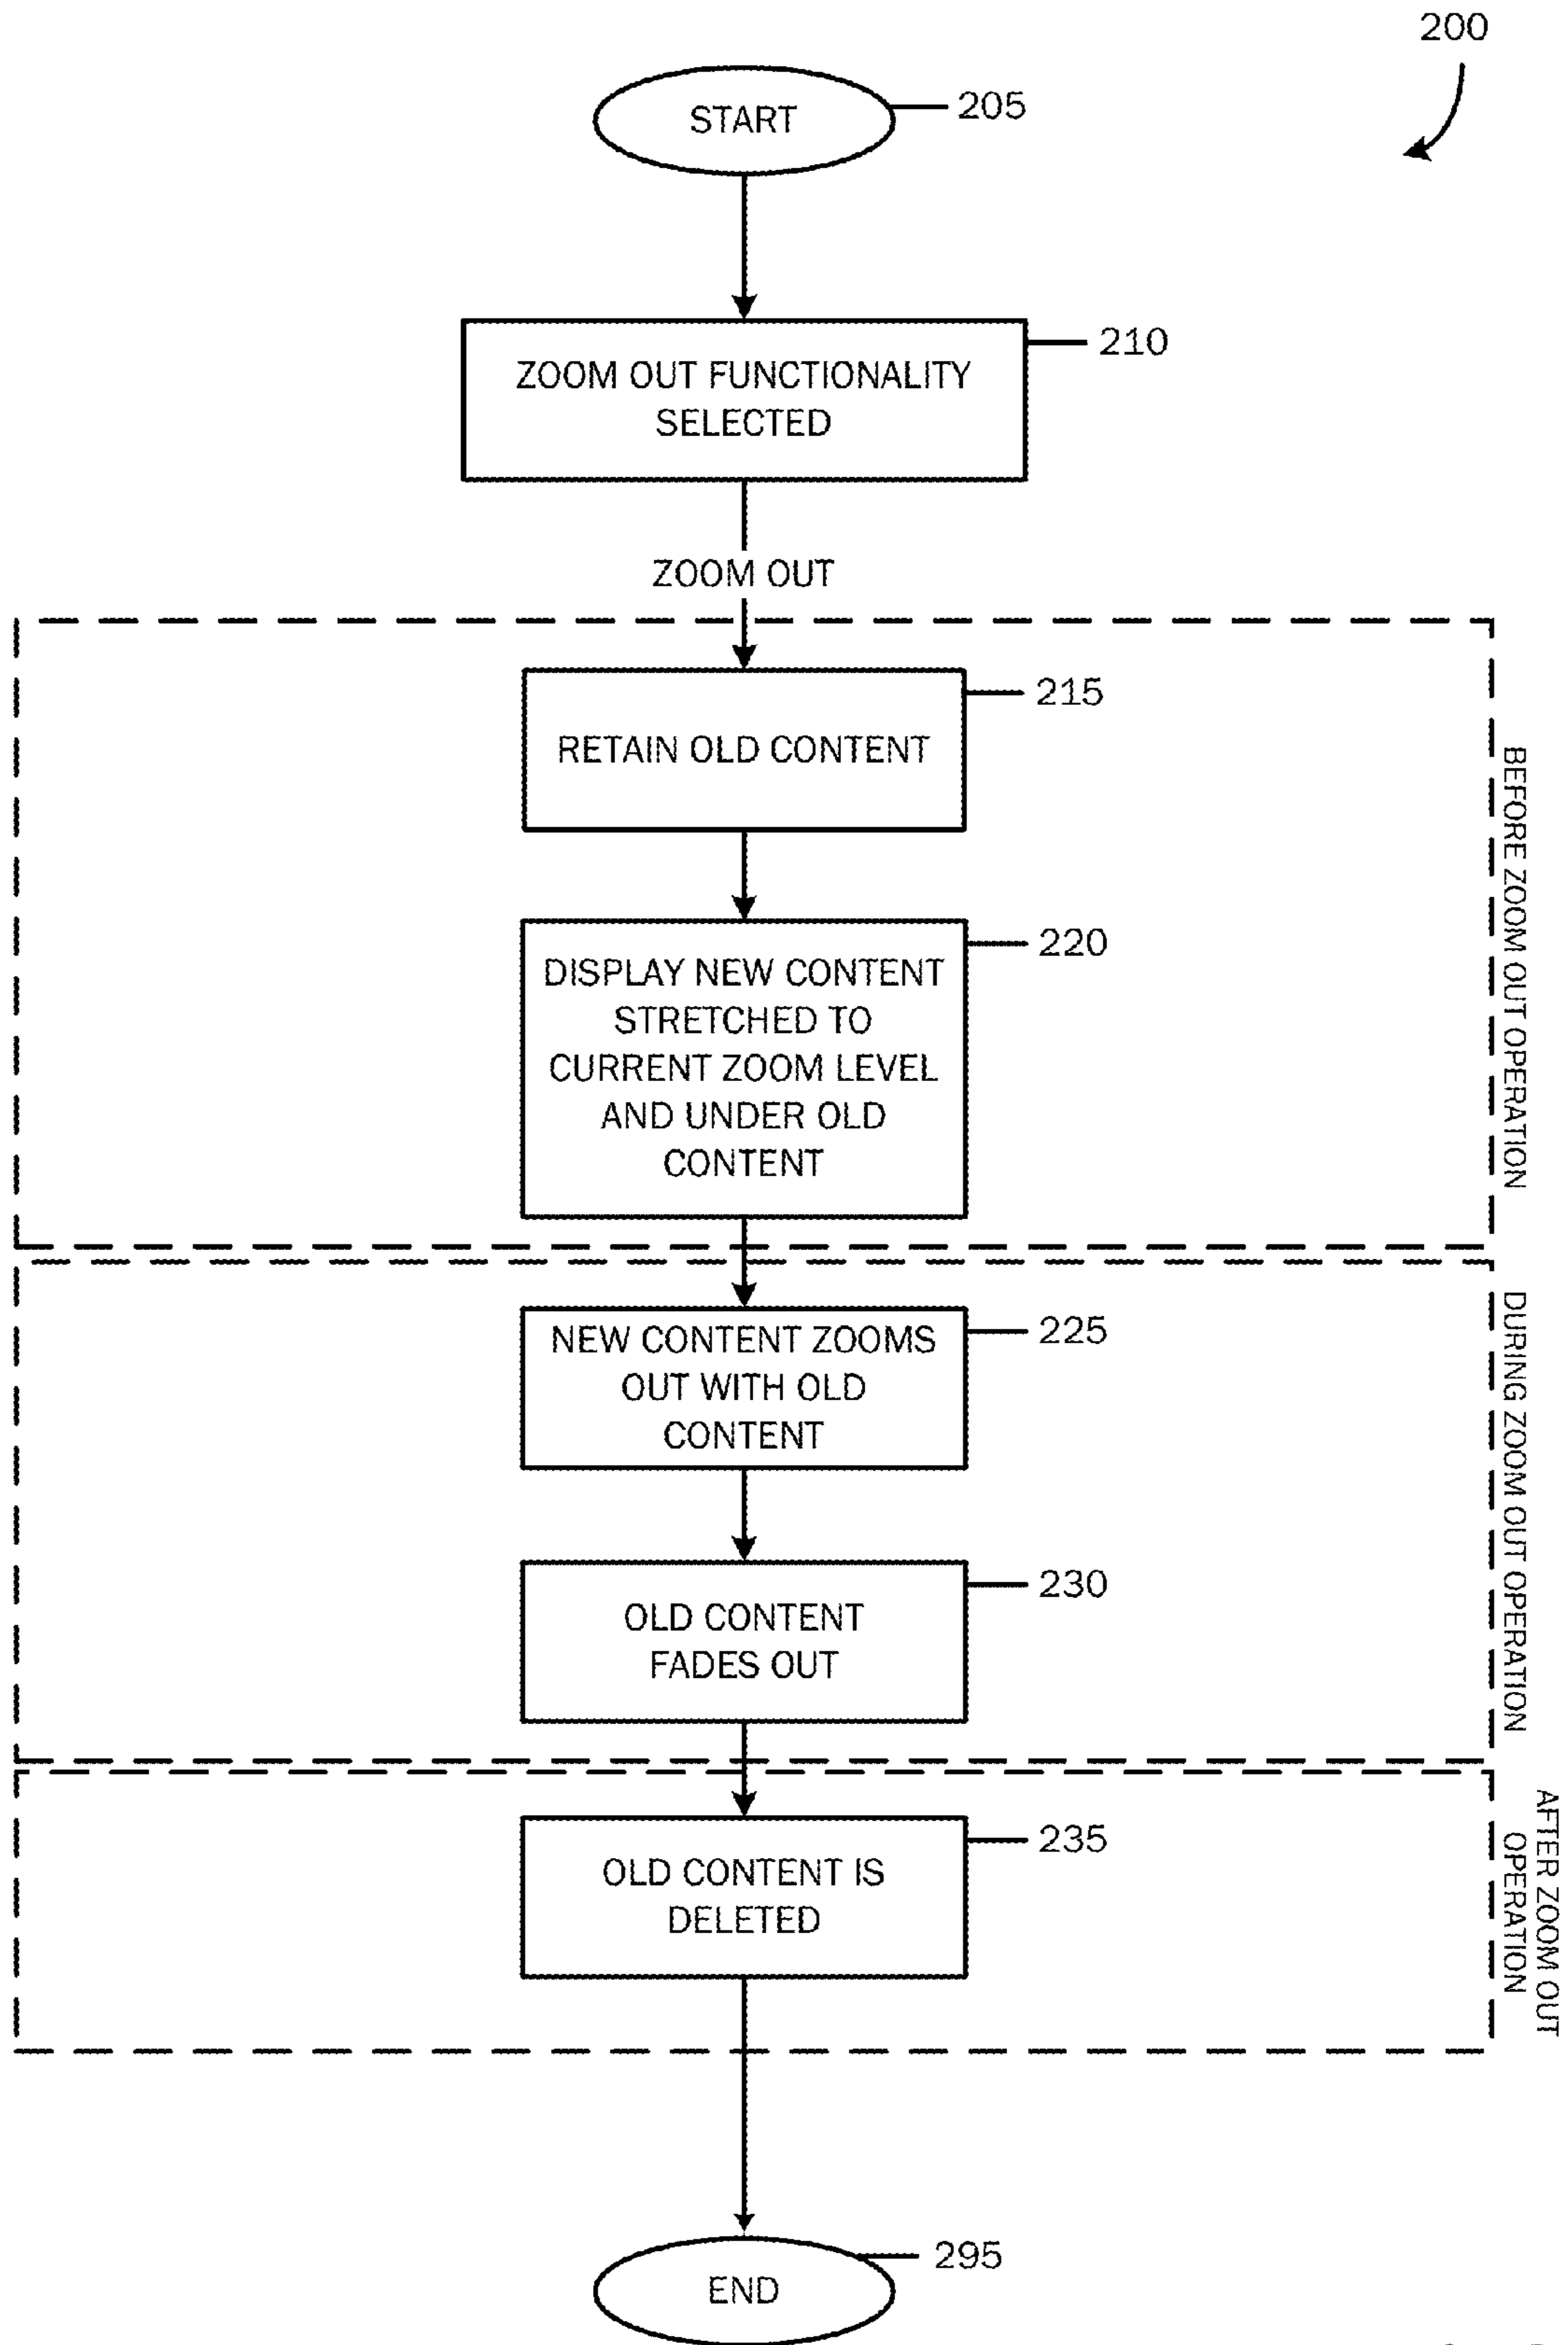 200
START
205
ZOOM OUT FUNCTIONALITY
SELECTED
210
ZOOM OUT
RETAIN OLD CONTENT
215
DISPLAY NEW CONTENT
STRETCHED TO
CURRENT ZOOM LEVEL
AND UNDER OLD
CONTENT
220
BEFORE ZOOM OUT OPERATION
NEW CONTENT ZOOMS
OUT WITH OLD
CONTENT
225
OLD CONTENT
FADES OUT
230
DURING ZOOM OUT OPERATION
OLD CONTENT IS
DELETED
235
AFTER ZOOM OUT
OPERATION
END
295